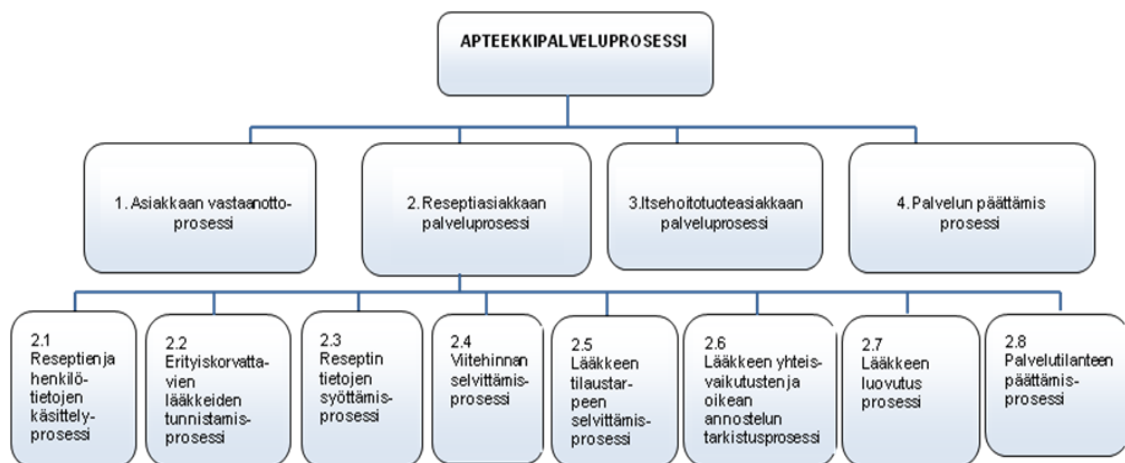 APTEEKKIPALVELUPROSESSI
1. Asiakkaan vastaanotto-
prosessi
2. Reseptiasiakkaan
palveluprosessi
3.Itsehoitotuoteasiakkaan
palveluprosessi
4. Palvelun päättämis
prosessi
2.1
Reseptien ja
henkilö-
tietojen
käsittely-
prosessi
2.2
Erityiskorvatta-
vien
lääkkeiden
tunnistamis-
prosessi
2.3
Reseptin
tietojen
syöttämis-
prosessi
2.4
Viitehinnan
selvittämis-
prosessi
2.5
Lääkkeen
tilaustar-
peen
selvittämis-
prosessi
2.6
Lääkkeen yhteis-
vaikutusten ja
oikean
annostelun
tarkistusprosessi
2.7
Lääkkeen
luovutus
prosessi
2.8
Palvelutilanteen
päättämis-
prosessi